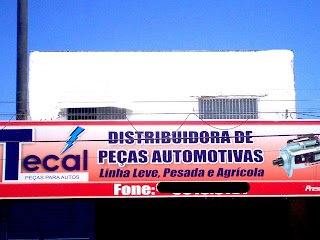 Tecal
PEÇAS PARA AUTOS
DISTRIBUIDORA DE
PEÇAS AUTOMOTIVAS
Linha Leve, Pesada e Agrícola
Fone: